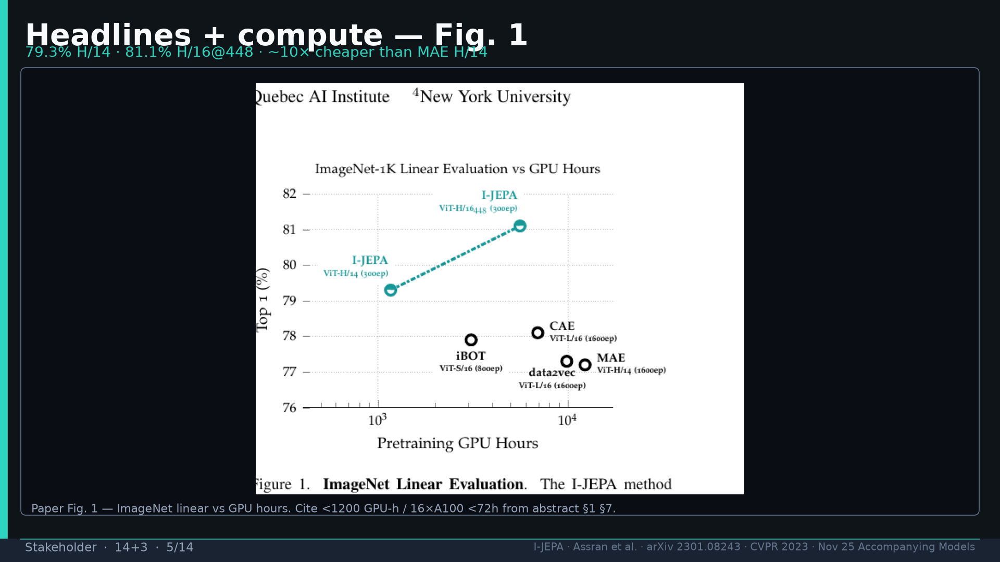 Headlines + compute — Fig. 1
79.3% H/14 · 81.1% H/16@448 · ~10× cheaper than MAE H/14
Quebec AI Institute 4New York University
ImageNet-1K Linear Evaluation vs GPU Hours
82
I-JEPA
ViT-H/16448 (300ep)
81
I-JEPA
ViT-H/14 (300ep)
80
79
Top 1 (%)
CAE
ViT-L/16 (1600ep)
78
iBOT
ViT-S/16 (800ep)
MAE
ViT-H/14 (1600ep)
77
data2vec
ViT-L/16 (1600ep)
76
10³ 10⁴
Pretraining GPU Hours
Figure 1. ImageNet Linear Evaluation. The I-JEPA method
Paper Fig. 1 — ImageNet linear vs GPU hours. Cite <1200 GPU-h / 16×A100 <72h from abstract §1 §7.
Stakeholder · 14+3 · 5/14
I-JEPA · Assran et al. · arXiv 2301.08243 · CVPR 2023 · Nov 25 Accompanying Models